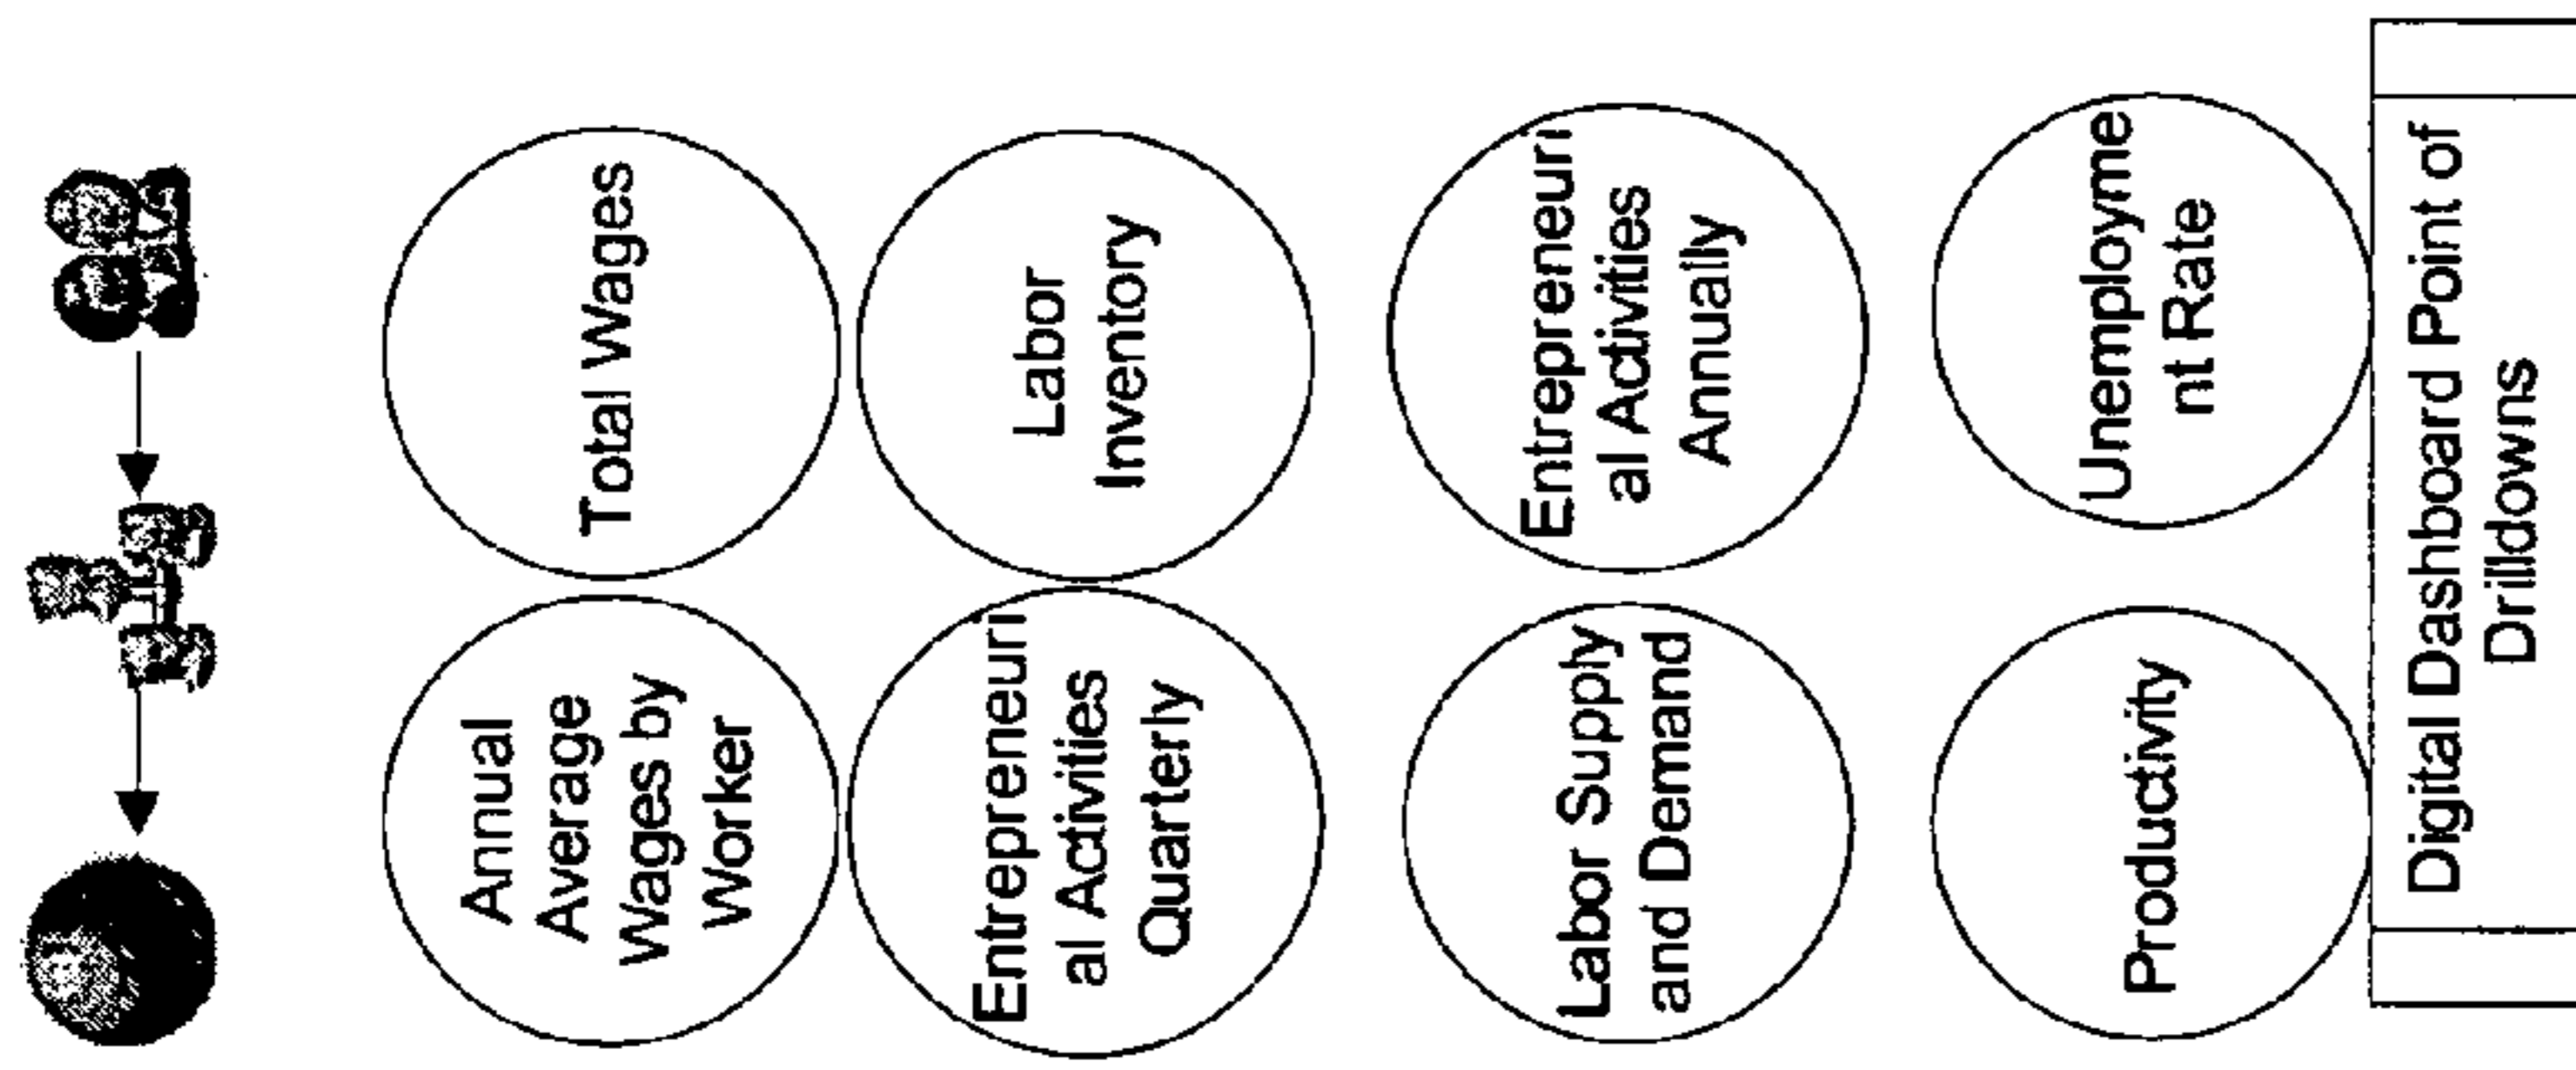 Annual
Average
Wages by
Worker
Total Wages
Entrepreneuri
al Activities
Quarterly
Labor
Inventory
Labor Supply
and Demand
Entrepreneuri
al Activities
Annually
Productivity
Unemployme
nt Rate
Digital Dashboard Point of
Drilldowns